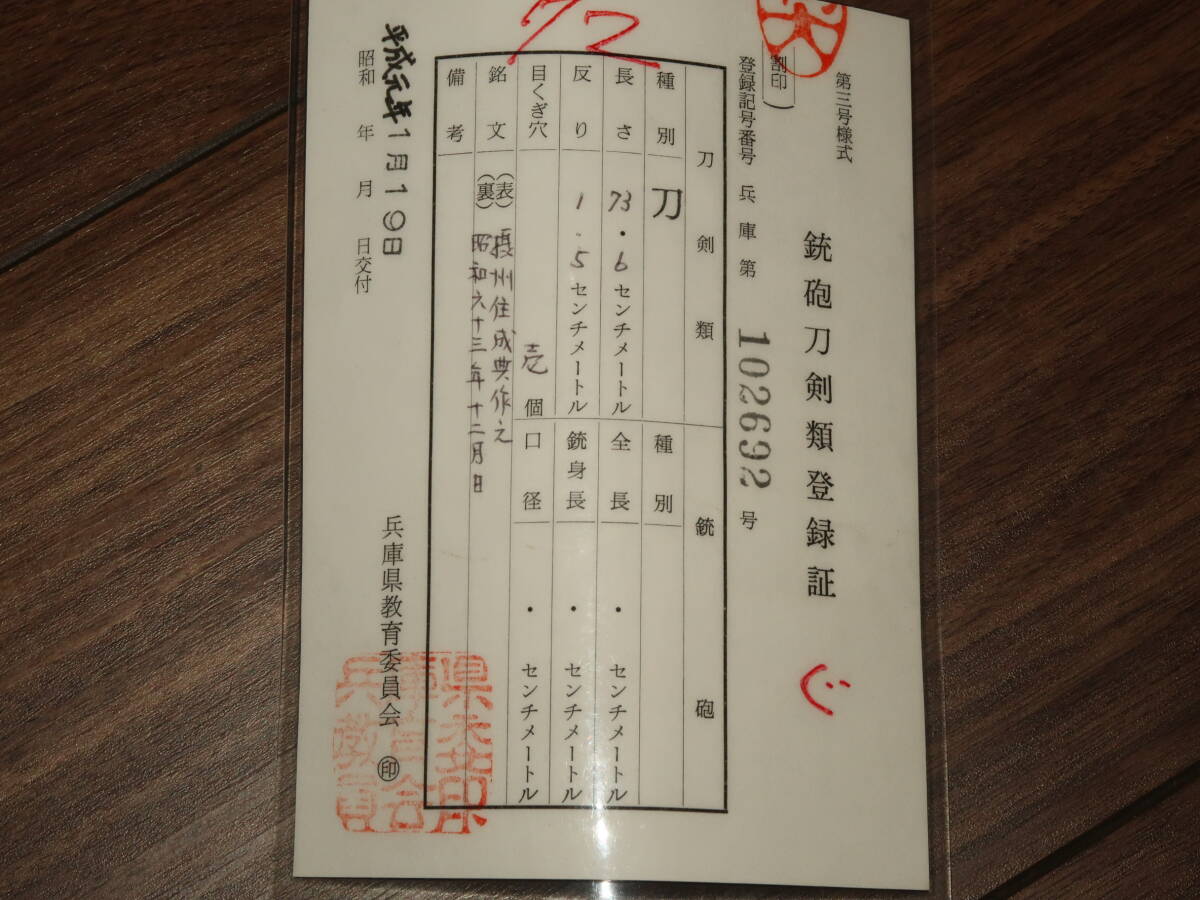 第三号様式
銃砲刀剣類登録証
じ
割印
登録記号番号 兵庫第 102692 号
刀剣類
種別 刀
長さ 73.6センチメートル
反り 1.5センチメートル
目くぎ穴 壱個
銘文 (表) 摂州住成典作之
(裏) 昭和六十三年十二月日
備考
銃砲
種別
全長 ・ センチメートル
銃身長 ・ センチメートル
口径 ・ センチメートル
72
平成元年1月19日
昭和 年 月 日交付
兵庫県教育委員会 ㊞